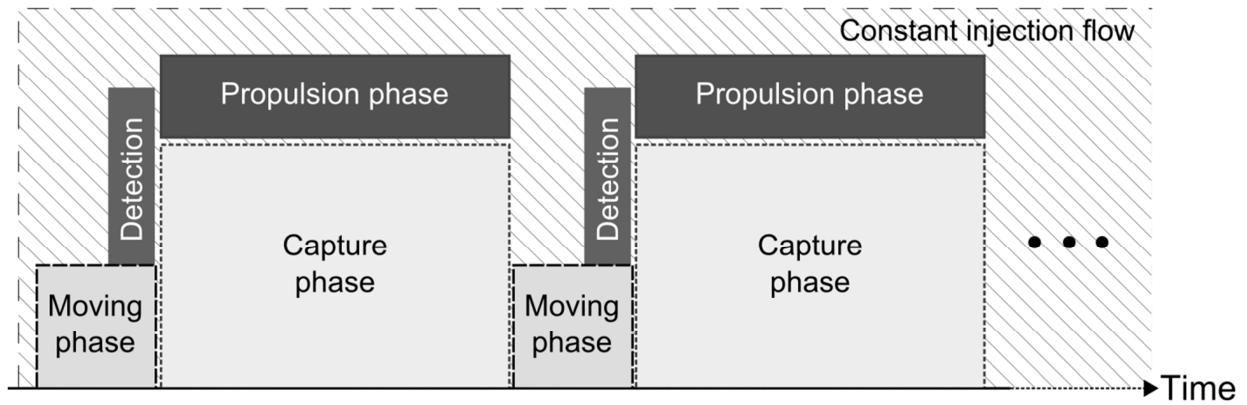 Constant injection flow
Propulsion phase
Propulsion phase
Detection
Detection
Capture
phase
Capture
phase
Moving
phase
Moving
phase
Time